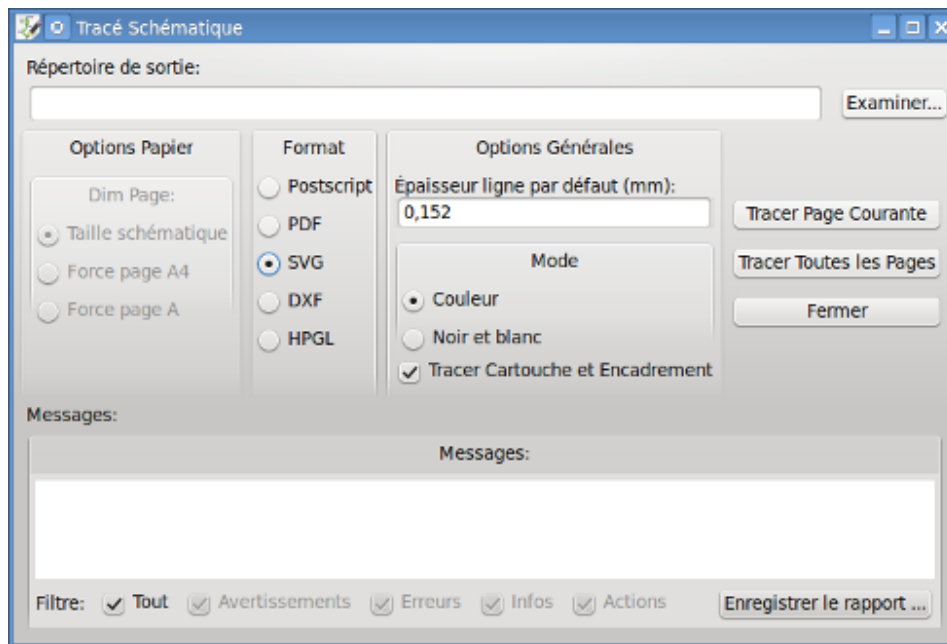 Tracé Schématique
Répertoire de sortie:
Examiner...
Options Papier
Dim Page:
Taille schématique
Force page A4
Force page A
Format
Postscript
PDF
SVG
DXF
HPGL
Options Générales
Épaisseur ligne par défaut (mm):
0,152
Mode
Couleur
Noir et blanc
Tracer Cartouche et Encadrement
Tracer Page Courante
Tracer Toutes les Pages
Fermer
Messages:
Messages:
Filtre: Tout Avertissements Erreurs Infos Actions Enregistrer le rapport ...